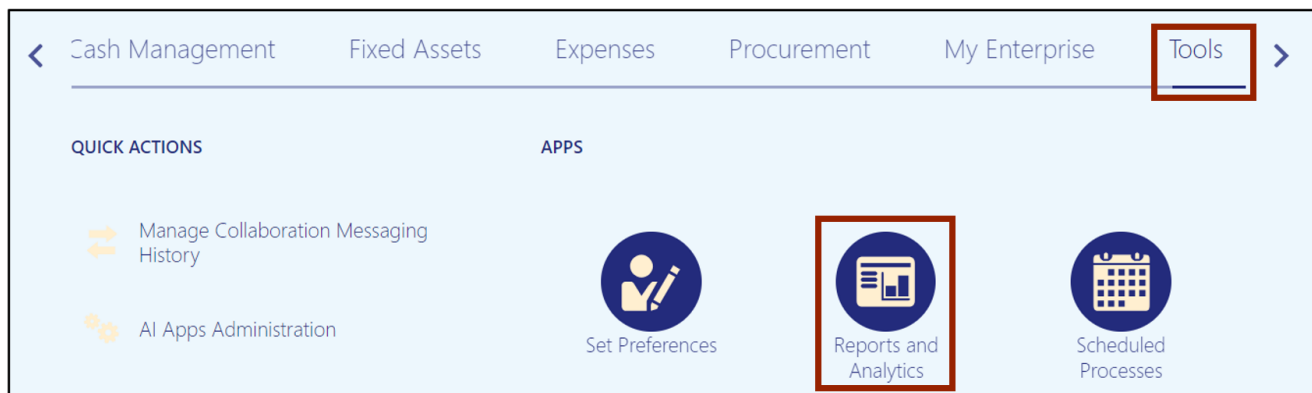 Cash Management Fixed Assets Expenses Procurement My Enterprise Tools
QUICK ACTIONS
Manage Collaboration Messaging
History
AI Apps Administration
APPS
Set Preferences
Reports and
Analytics
Scheduled
Processes